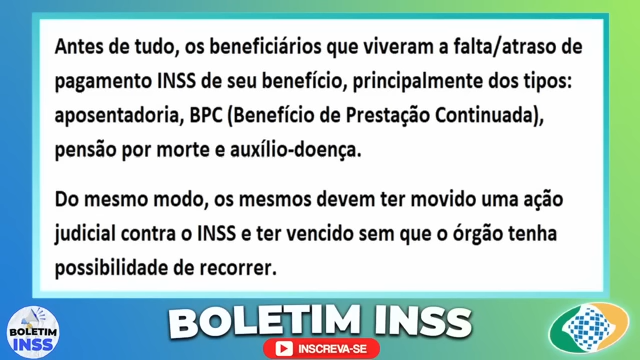 Antes de tudo, os beneficiários que viveram a falta/atraso de
pagamento INSS de seu benefício, principalmente dos tipos:
aposentadoria, BPC (Benefício de Prestação Continuada),
pensão por morte e auxílio-doença.
Do mesmo modo, os mesmos devem ter movido uma ação
judicial contra o INSS e ter vencido sem que o órgão tenha
possibilidade de recorrer.
BOLETIM
INSS
BOLETIM INSS
INSCREVA-SE